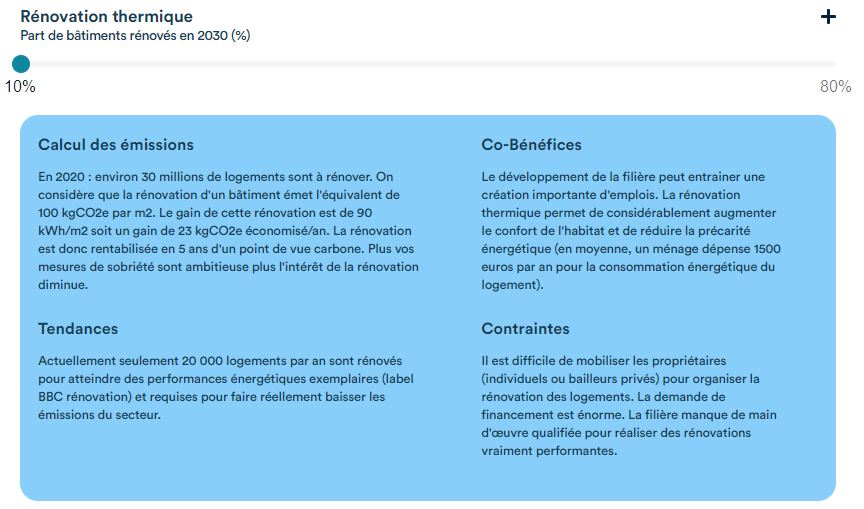 Rénovation thermique
Part de bâtiments rénovés en 2030 (%)
10%
80%
Calcul des émissions
En 2020 : environ 30 millions de logements sont à rénover. On
considère que la rénovation d'un bâtiment émet l'équivalent de
100 kgCO2e par m2. Le gain de cette rénovation est de 90
kWh/m2 soit un gain de 23 kgCO2e économisé/an. La rénovation
est donc rentabilisée en 5 ans d'un point de vue carbone. Plus vos
mesures de sobriété sont ambitieuse plus l'intérêt de la rénovation
diminue.
Co-Bénéfices
Le développement de la filière peut entrainer une
création importante d'emplois. La rénovation
thermique permet de considérablement augmenter
le confort de l'habitat et de réduire la précarité
énergétique (en moyenne, un ménage dépense 1500
euros par an pour la consommation énergétique du
logement).
Tendances
Actuellement seulement 20 000 logements par an sont rénovés
pour atteindre des performances énergétiques exemplaires (label
BBC rénovation) et requises pour faire réellement baisser les
émissions du secteur.
Contraintes
Il est difficile de mobiliser les propriétaires
(individuels ou bailleurs privés) pour organiser la
rénovation des logements. La demande de
financement est énorme. La filière manque de main
d'œuvre qualifiée pour réaliser des rénovations
vraiment performantes.